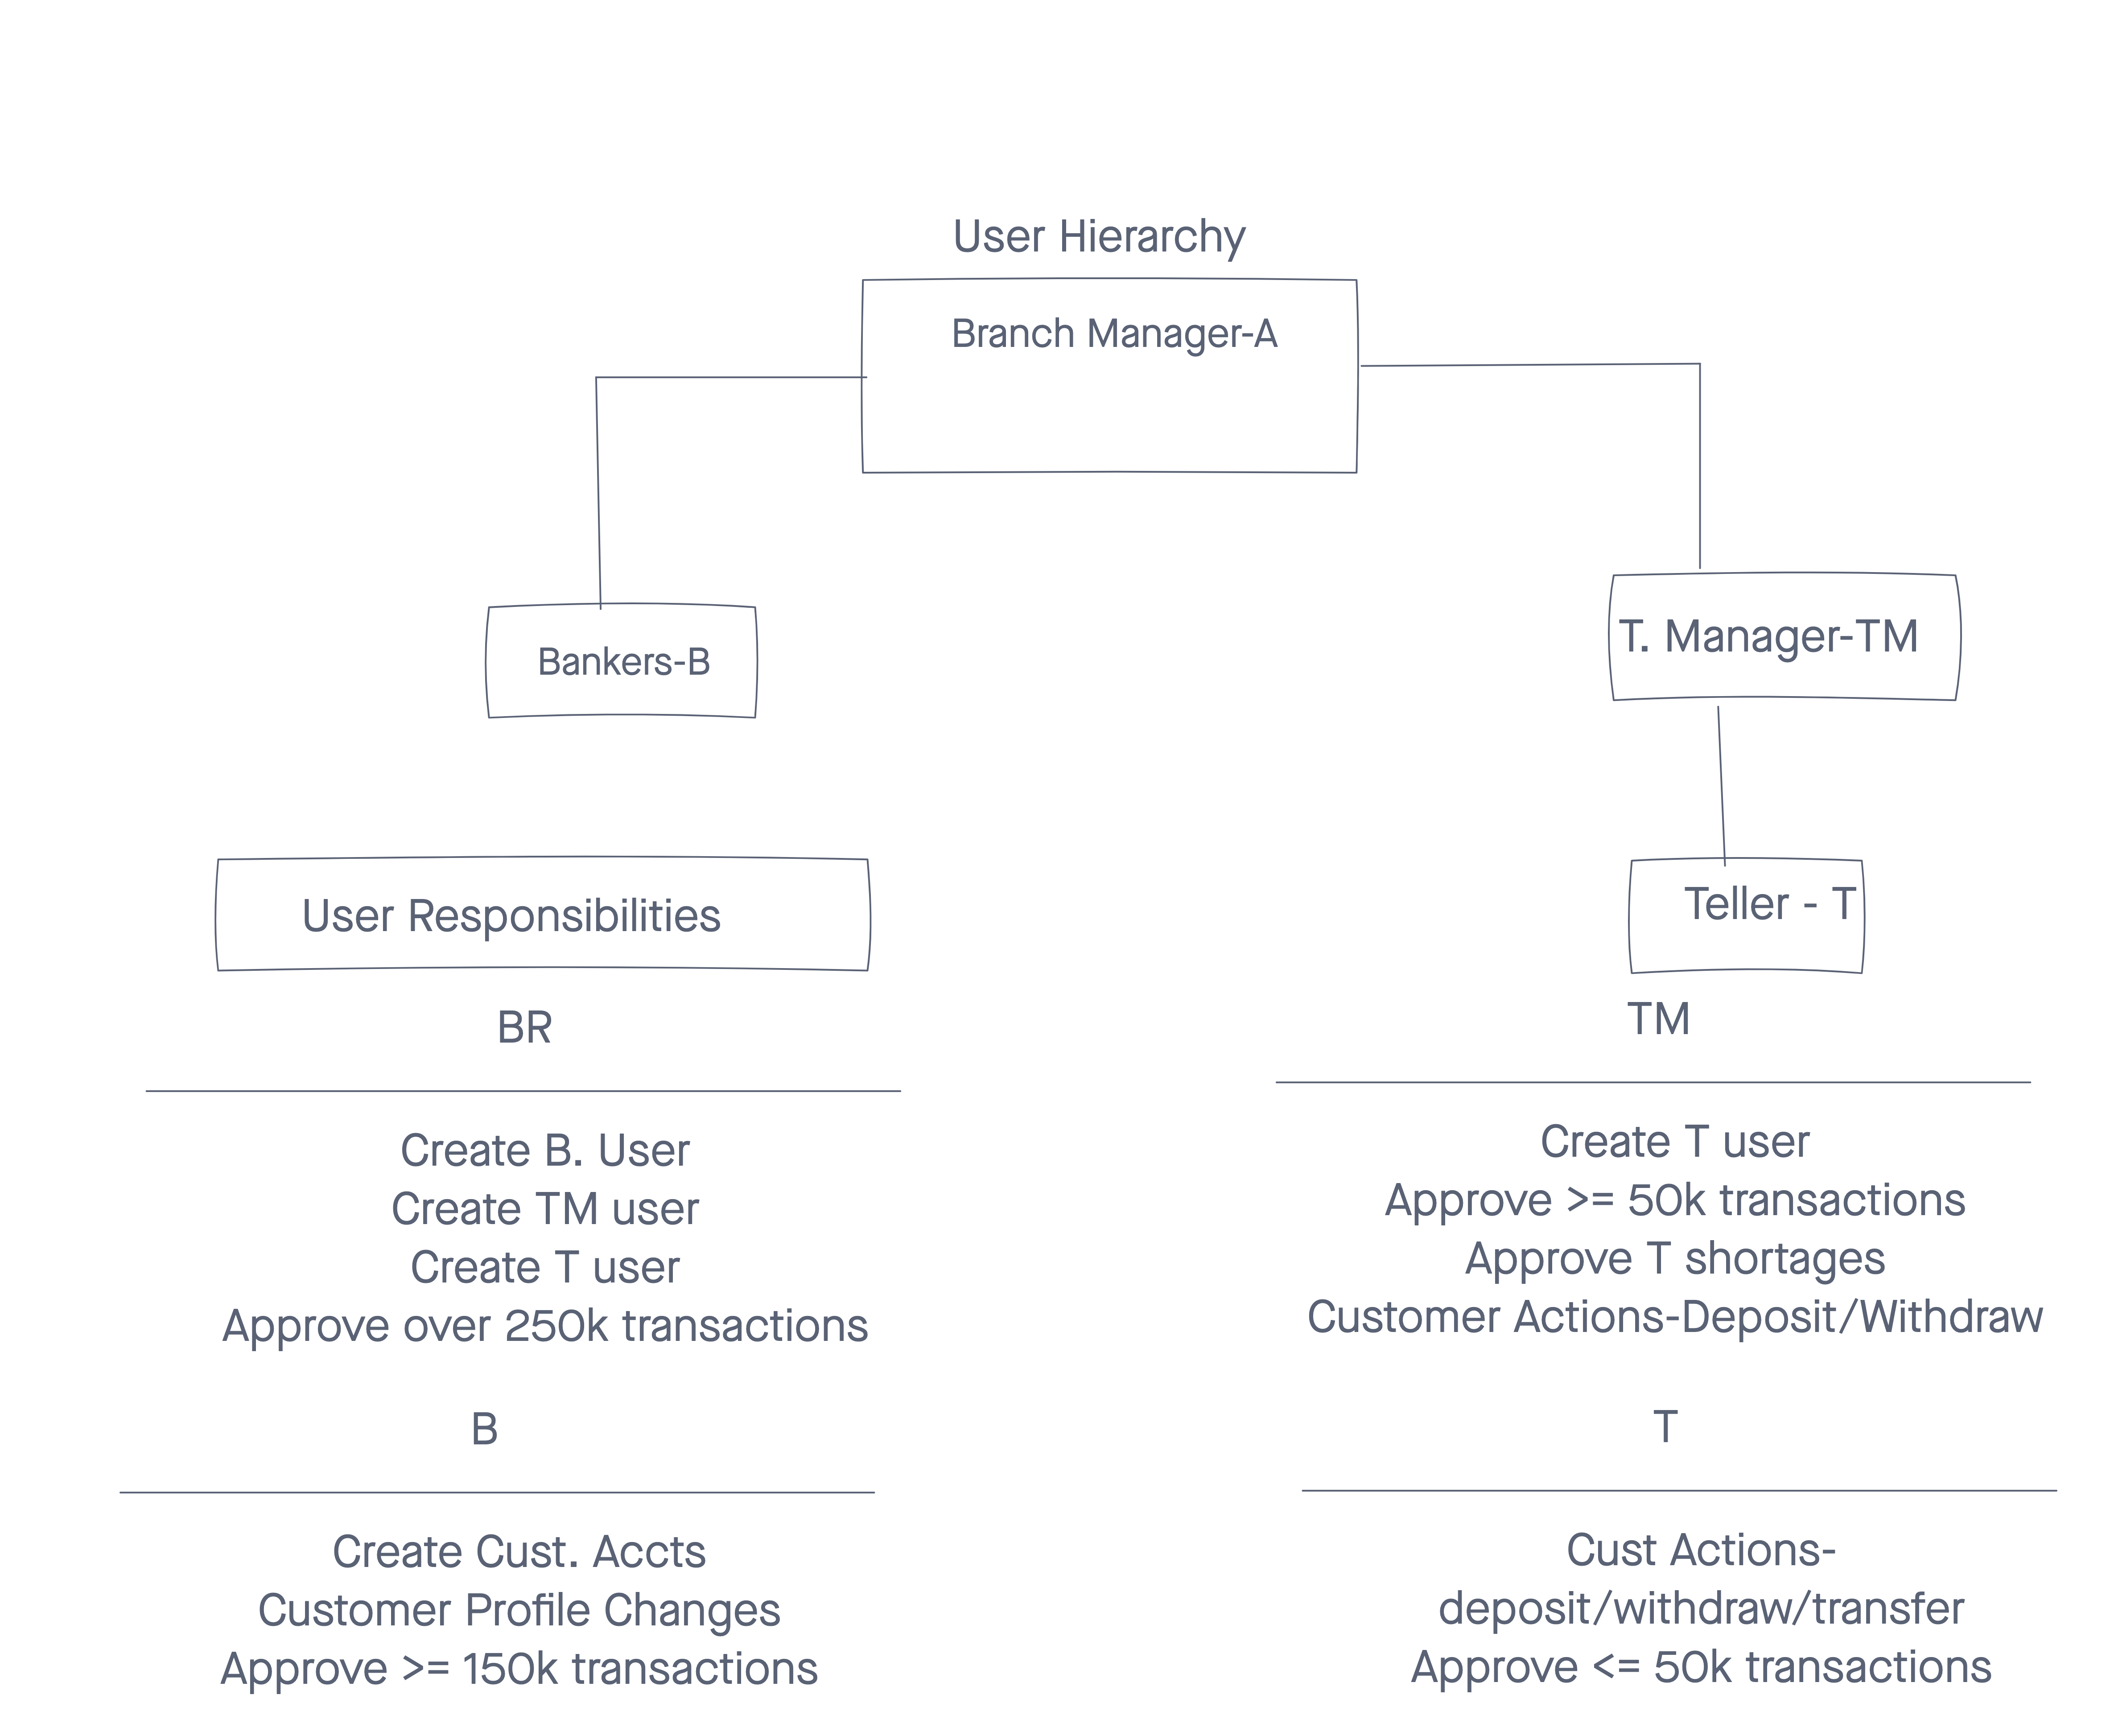 User Hierarchy
Branch Manager-A
Bankers-B
T. Manager-TM
Teller - T
User Responsibilities
BR
Create B. User
Create TM user
Create T user
Approve over 250k transactions
B
Create Cust. Accts
Customer Profile Changes
Approve >= 150k transactions
TM
Create T user
Approve >= 50k transactions
Approve T shortages
Customer Actions-Deposit/Withdraw
T
Cust Actions-
deposit/withdraw/transfer
Approve <= 50k transactions